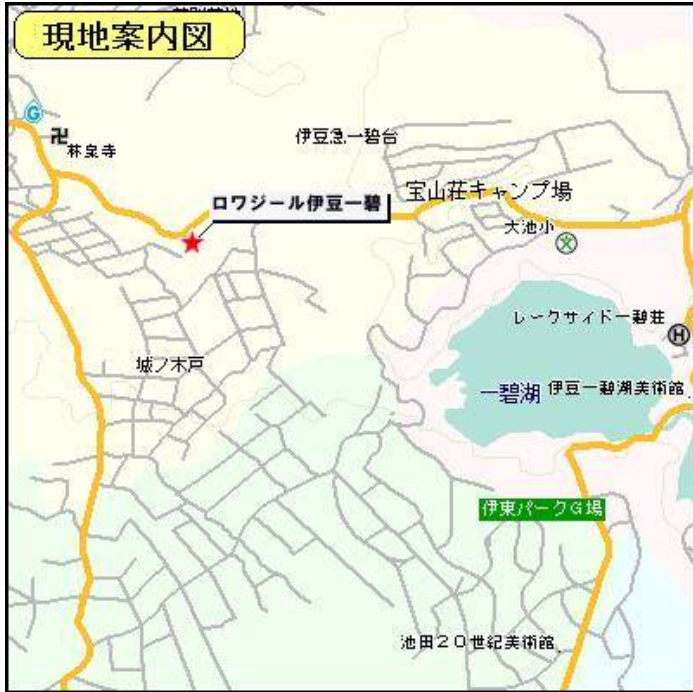 現地案内図
G
卍
林泉寺
伊豆急一碧台
ロワジール伊豆一碧
宝山荘キャンプ場
大池小
文
レークサイド一碧荘
H
城ノ木戸
一碧湖
伊豆一碧湖美術館
伊東パークG場
池田20世紀美術館